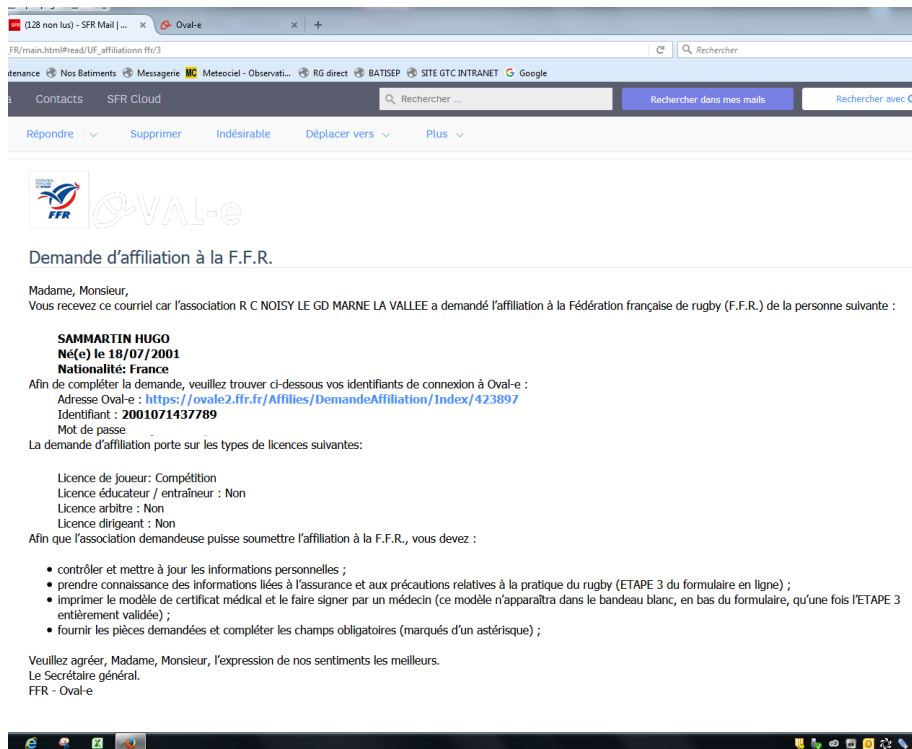 (128 non lus) - SFR Mail | ... × Oval-e × +
_FR/main.html#read/UF_affiliationn ffr/3 Rechercher
ntenance Nos Batiments Messagerie MC Meteociel - Observati... RG direct BATISEP SITE GTC INTRANET G Google
Contacts SFR Cloud Rechercher ... Rechercher dans mes mails Rechercher avec
Répondre Supprimer Indésirable Déplacer vers Plus
FFR OVAL-e
Demande d'affiliation à la F.F.R.
Madame, Monsieur,
Vous recevez ce courriel car l'association R C NOISY LE GD MARNE LA VALLEE a demandé l'affiliation à la Fédération française de rugby (F.F.R.) de la personne suivante :
SAMMARTIN HUGO
Né(e) le 18/07/2001
Nationalité: France
Afin de compléter la demande, veuillez trouver ci-dessous vos identifiants de connexion à Oval-e :
Adresse Oval-e : https://ovale2.ffr.fr/Affilies/DemandeAffiliation/Index/423897
Identifiant : 2001071437789
Mot de passe
La demande d'affiliation porte sur les types de licences suivantes:
Licence de joueur: Compétition
Licence éducateur / entraîneur : Non
Licence arbitre : Non
Licence dirigeant : Non
Afin que l'association demandeuse puisse soumettre l'affiliation à la F.F.R., vous devez :
• contrôler et mettre à jour les informations personnelles ;
• prendre connaissance des informations liées à l'assurance et aux précautions relatives à la pratique du rugby (ETAPE 3 du formulaire en ligne) ;
• imprimer le modèle de certificat médical et le faire signer par un médecin (ce modèle n'apparaîtra dans le bandeau blanc, en bas du formulaire, qu'une fois l'ETAPE 3
entièrement validée) ;
• fournir les pièces demandées et compléter les champs obligatoires (marqués d'un astérisque) ;
Veuillez agréer, Madame, Monsieur, l'expression de nos sentiments les meilleurs.
Le Secrétaire général.
FFR - Oval-e